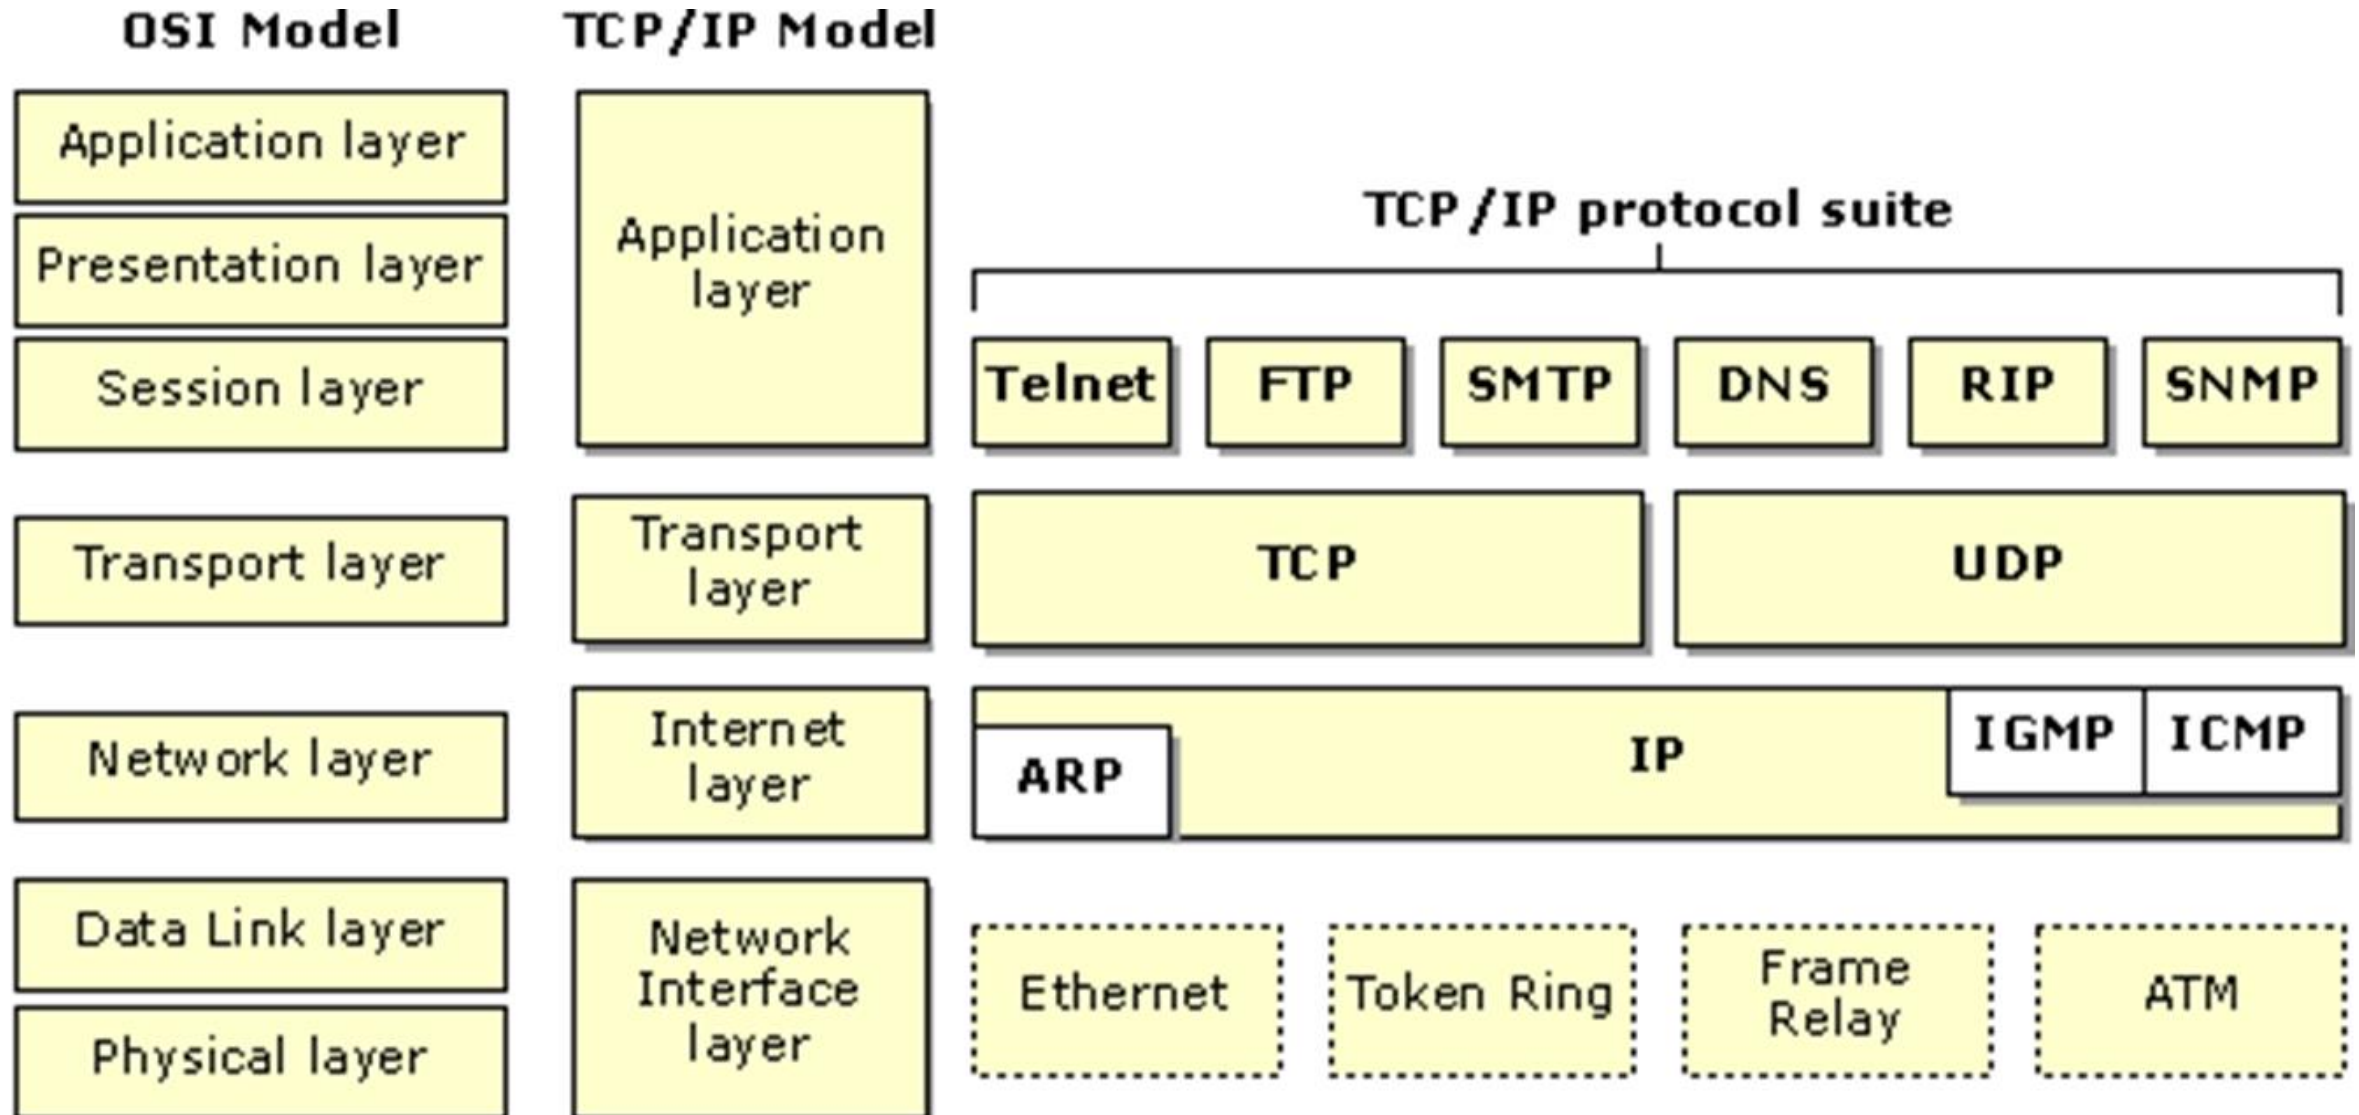 OSI Model
TCP/IP Model
Application layer
Presentation layer
Session layer
Application
layer
TCP/IP protocol suite
Telnet
FTP
SMTP
DNS
RIP
SNMP
Transport layer
Transport
layer
TCP
UDP
Network layer
Internet
layer
ARP
IP
IGMP
ICMP
Data Link layer
Physical layer
Network
Interface
layer
Ethernet
Token Ring
Frame
Relay
ATM